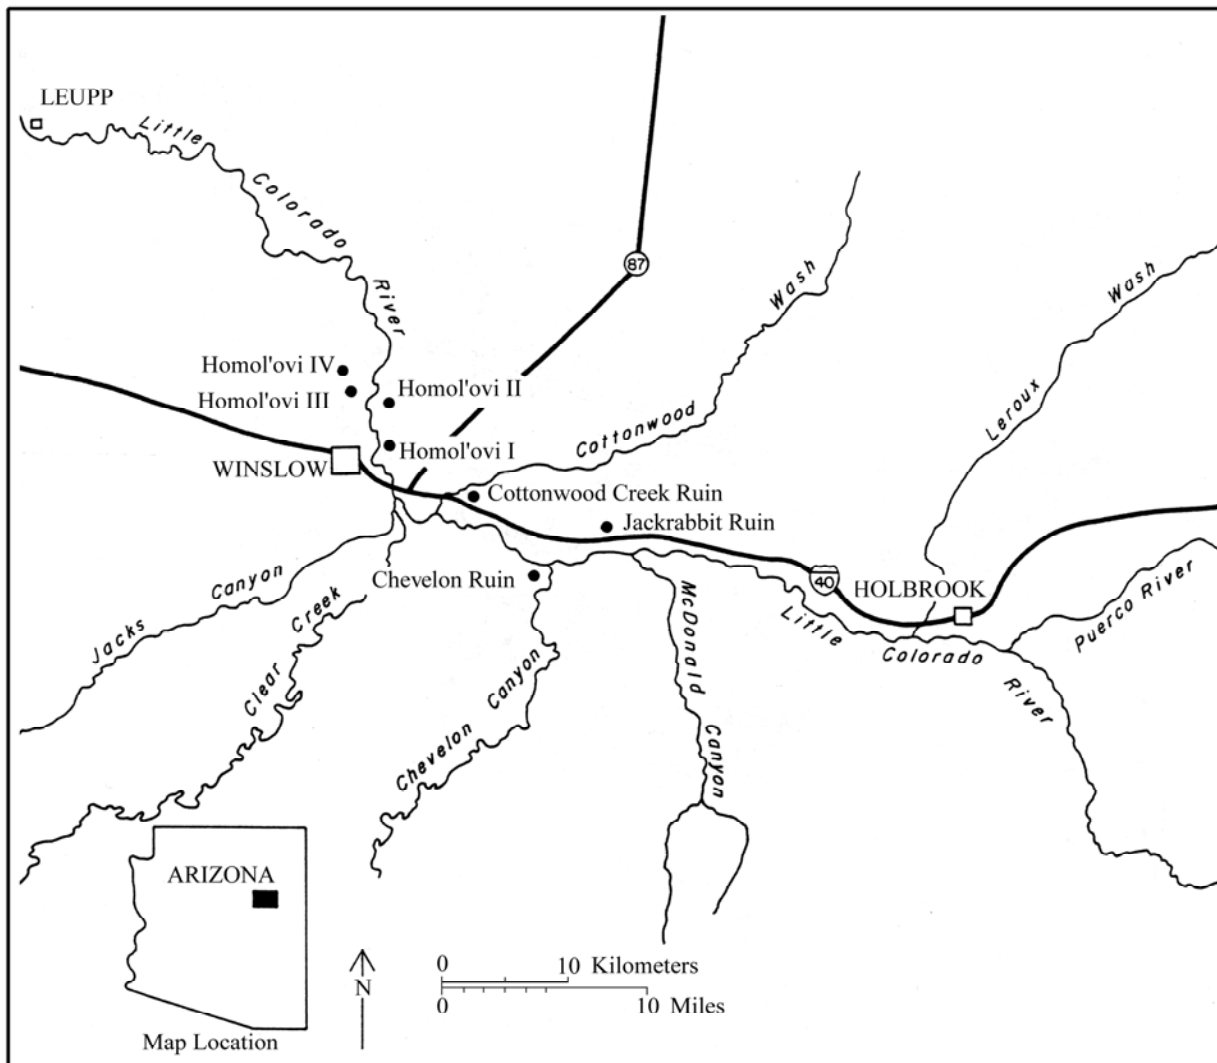 LEUPP
Little
Colorado
River
87
Wash
Wash
Homol'ovi IV
Homol'ovi II
Homol'ovi III
Leroux
Cottonwood
Homol'ovi I
WINSLOW
Cottonwood Creek Ruin
Jackrabbit Ruin
Chevelon Ruin
40
HOLBROOK
Canyon
Creek
McDonald
Puerco River
Jacks
Little
Colorado
River
Clear
Canyon
Chevelon
Canyon
ARIZONA
N
0 10 Kilometers
0 10 Miles
Map Location